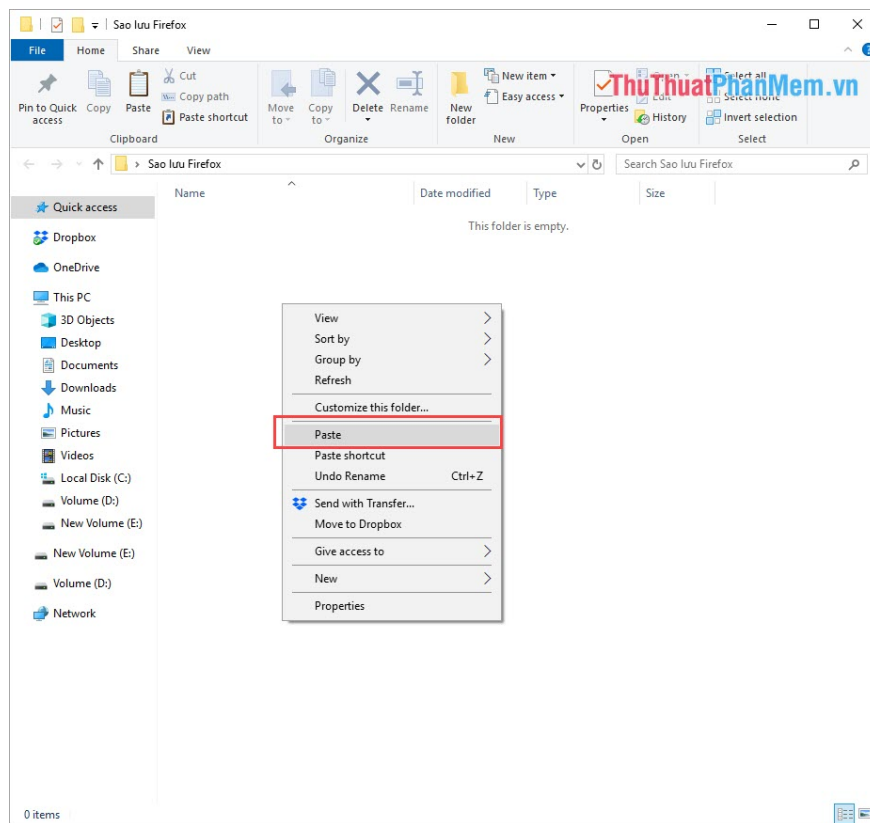 Sao lưu Firefox
File Home Share View
Pin to Quick access
Copy
Paste
Cut
Copy path
Paste shortcut
Clipboard
Move to
Copy to
Delete
Rename
Organize
New folder
New item
Easy access
New
Properties
Open
Edit
History
Open
Select all
Select none
Invert selection
Select
ThuThuatPhanMem.vn
Sao lưu Firefox
Search Sao lưu Firefox
Name Date modified Type Size
This folder is empty.
Quick access
Dropbox
OneDrive
This PC
3D Objects
Desktop
Documents
Downloads
Music
Pictures
Videos
Local Disk (C:)
Volume (D:)
New Volume (E:)
New Volume (E:)
Volume (D:)
Network
View
Sort by
Group by
Refresh
Customize this folder...
Paste
Paste shortcut
Undo Rename Ctrl+Z
Send with Transfer...
Move to Dropbox
Give access to
New
Properties
0 items